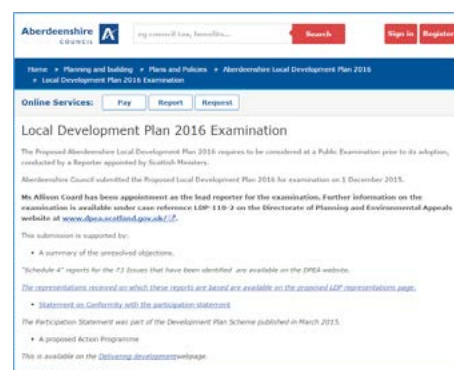 Aberdeenshire
COUNCIL
eg council tax, benefits...
Search
Sign in
Register
Home » Planning and building » Plans and Policies » Aberdeenshire Local Development Plan 2016
» Local Development Plan 2016 Examination
Online Services: Pay Report Request
Local Development Plan 2016 Examination
The Proposed Aberdeenshire Local Development Plan 2016 requires to be considered at a Public Examination prior to its adoption,
conducted by a Reporter appointed by Scottish Ministers.
Aberdeenshire Council submitted the Proposed Local Development Plan 2016 for examination on 1 December 2015.
Ms Allison Coard has been appointment as the lead reporter for the examination. Further information on the
examination is available under case reference LDP-110-2 on the Directorate of Planning and Environmental Appeals
website at www.dpea.scotland.gov.uk/.
This submission is supported by:
• A summary of the unresolved objections.
"Schedule 4" reports for the 73 Issues that have been identified are available on the DPEA website.
The representations received on which these reports are based are available on the proposed LDP representations page.
• Statement on Conformity with the participation statement
The Participation Statement was part of the Development Plan Scheme published in March 2015.
• A proposed Action Programme
This is available on the Delivering developmentwebpage.